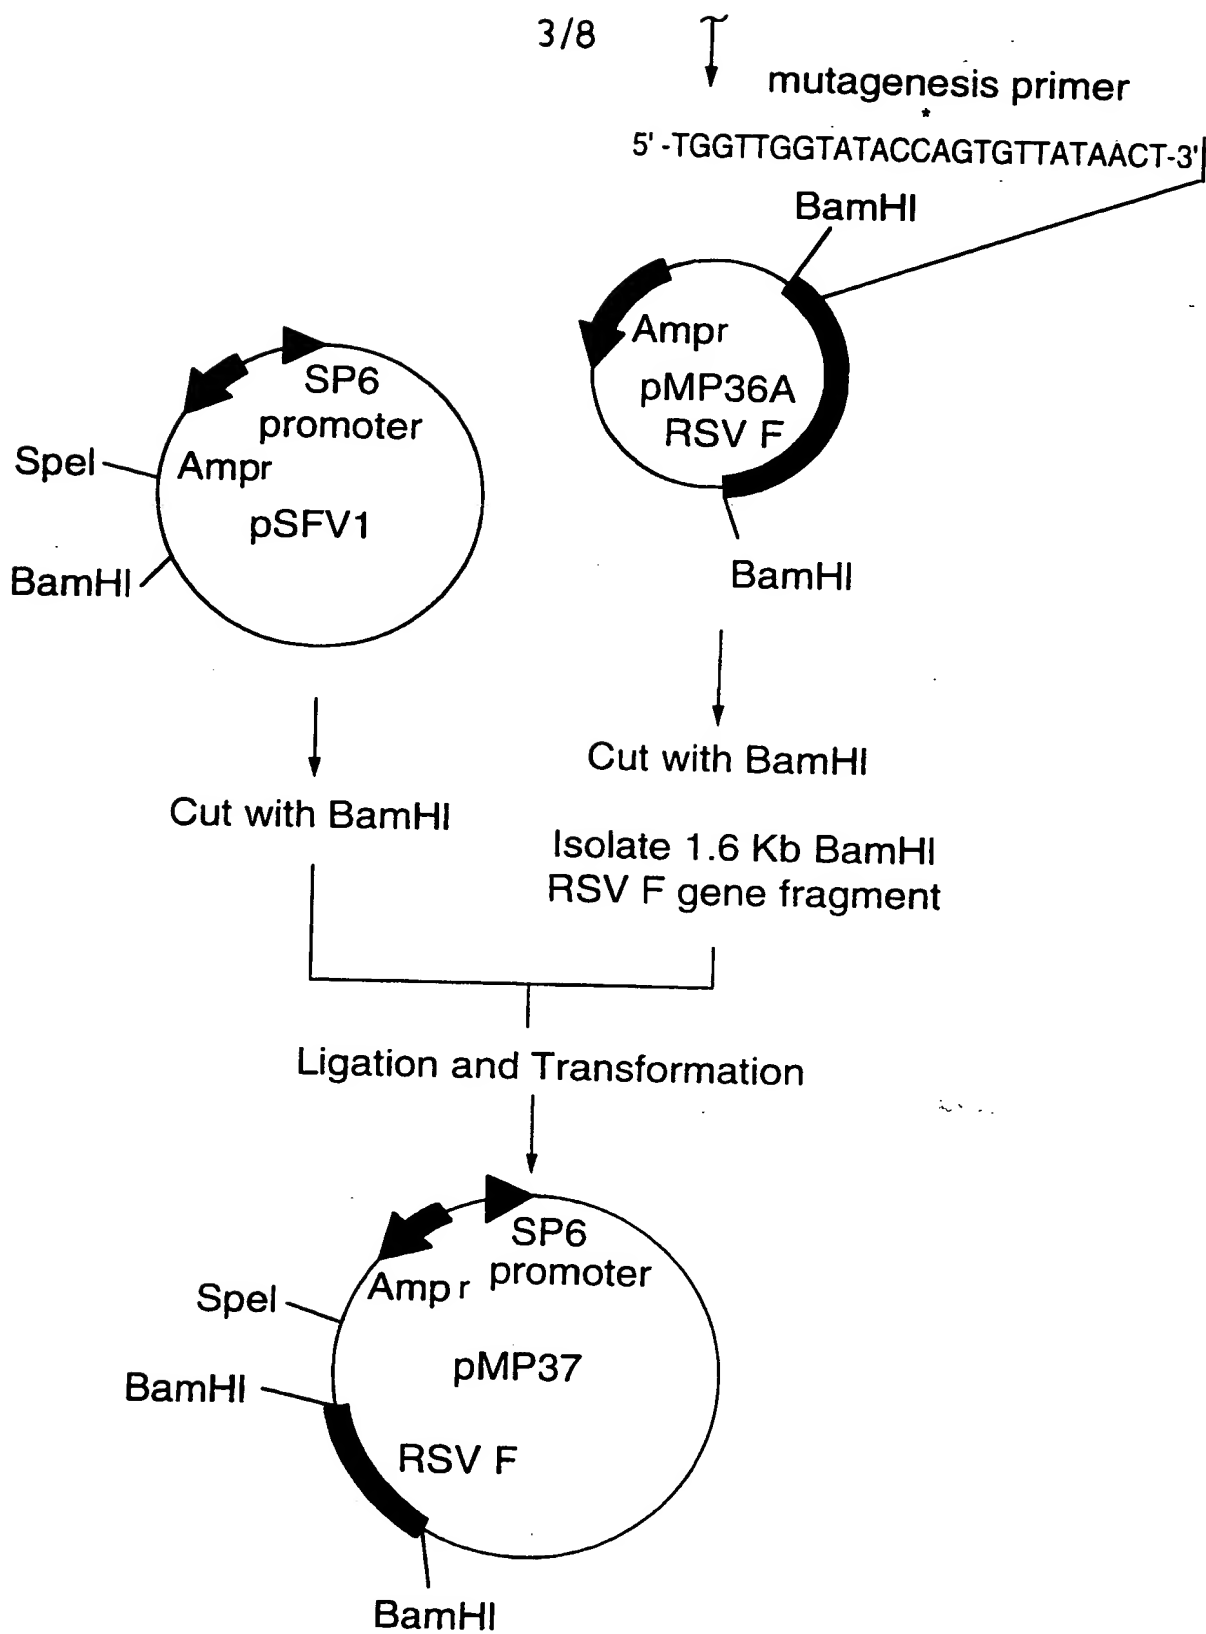 3/8
mutagenesis primer
*
5' -TGGTTGGTATACCAGTGTTATAACT-3'
BamHI
Ampr
pMP36A
RSV F
BamHI
SP6
promoter
SpeI
Ampr
pSFV1
BamHI
Cut with BamHI
Cut with BamHI
Isolate 1.6 Kb BamHI
RSV F gene fragment
Ligation and Transformation
SP6
promoter
Ampr
SpeI
pMP37
BamHI
RSV F
BamHI